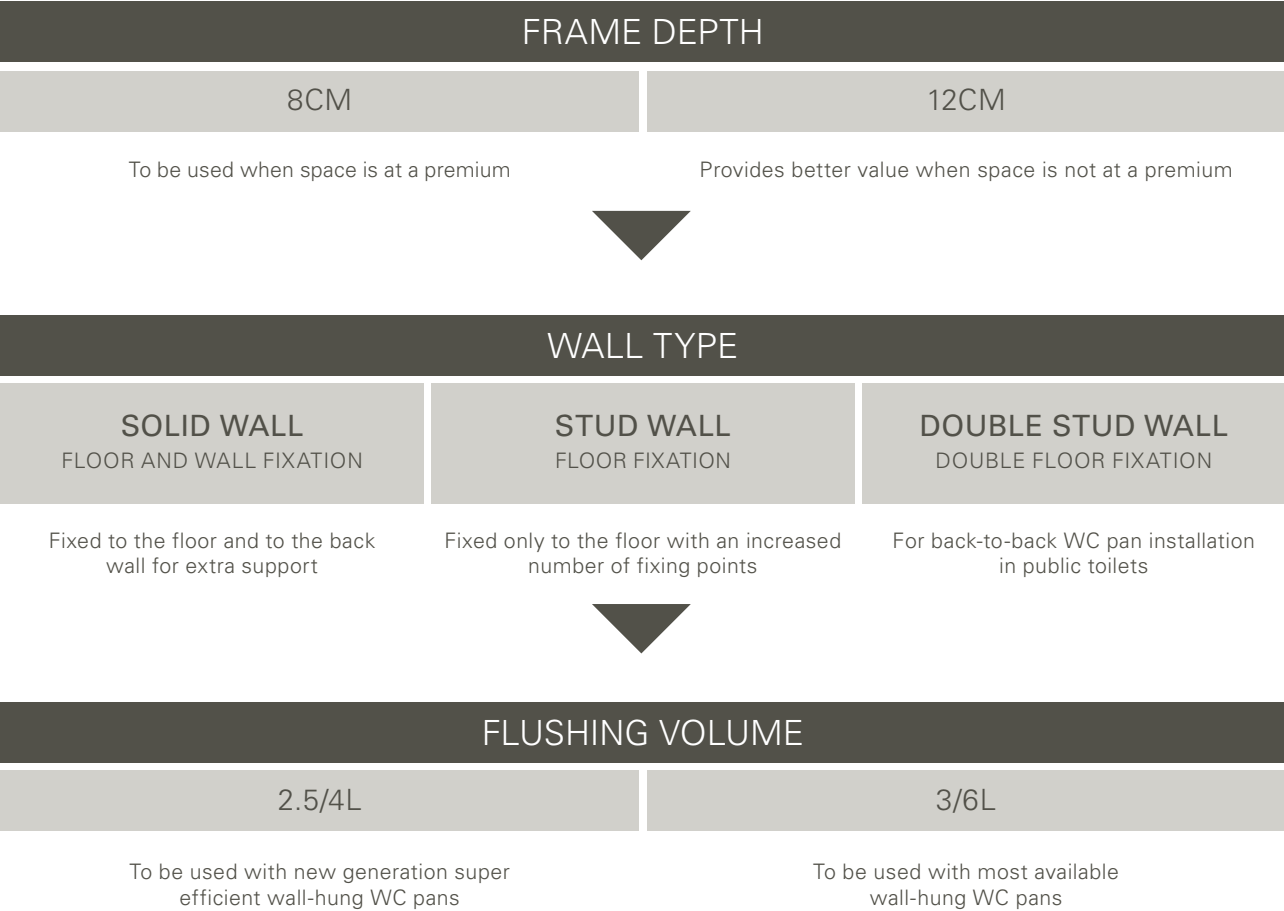 FRAME DEPTH
8CM
12CM
To be used when space is at a premium
Provides better value when space is not at a premium
WALL TYPE
SOLID WALL
FLOOR AND WALL FIXATION
STUD WALL
FLOOR FIXATION
DOUBLE STUD WALL
DOUBLE FLOOR FIXATION
Fixed to the floor and to the back
wall for extra support
Fixed only to the floor with an increased
number of fixing points
For back-to-back WC pan installation
in public toilets
FLUSHING VOLUME
2.5/4L
3/6L
To be used with new generation super
efficient wall-hung WC pans
To be used with most available
wall-hung WC pans